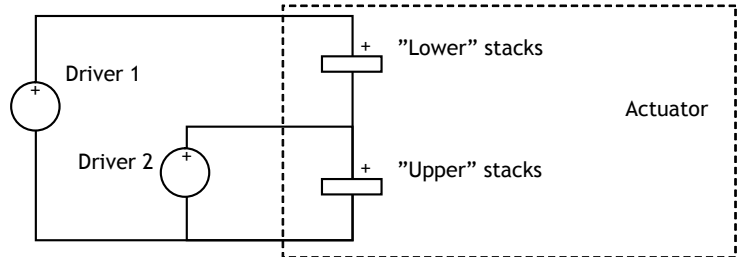 + ”Lower” stacks
Driver 1
+
Actuator
Driver 2 +
+ ”Upper” stacks